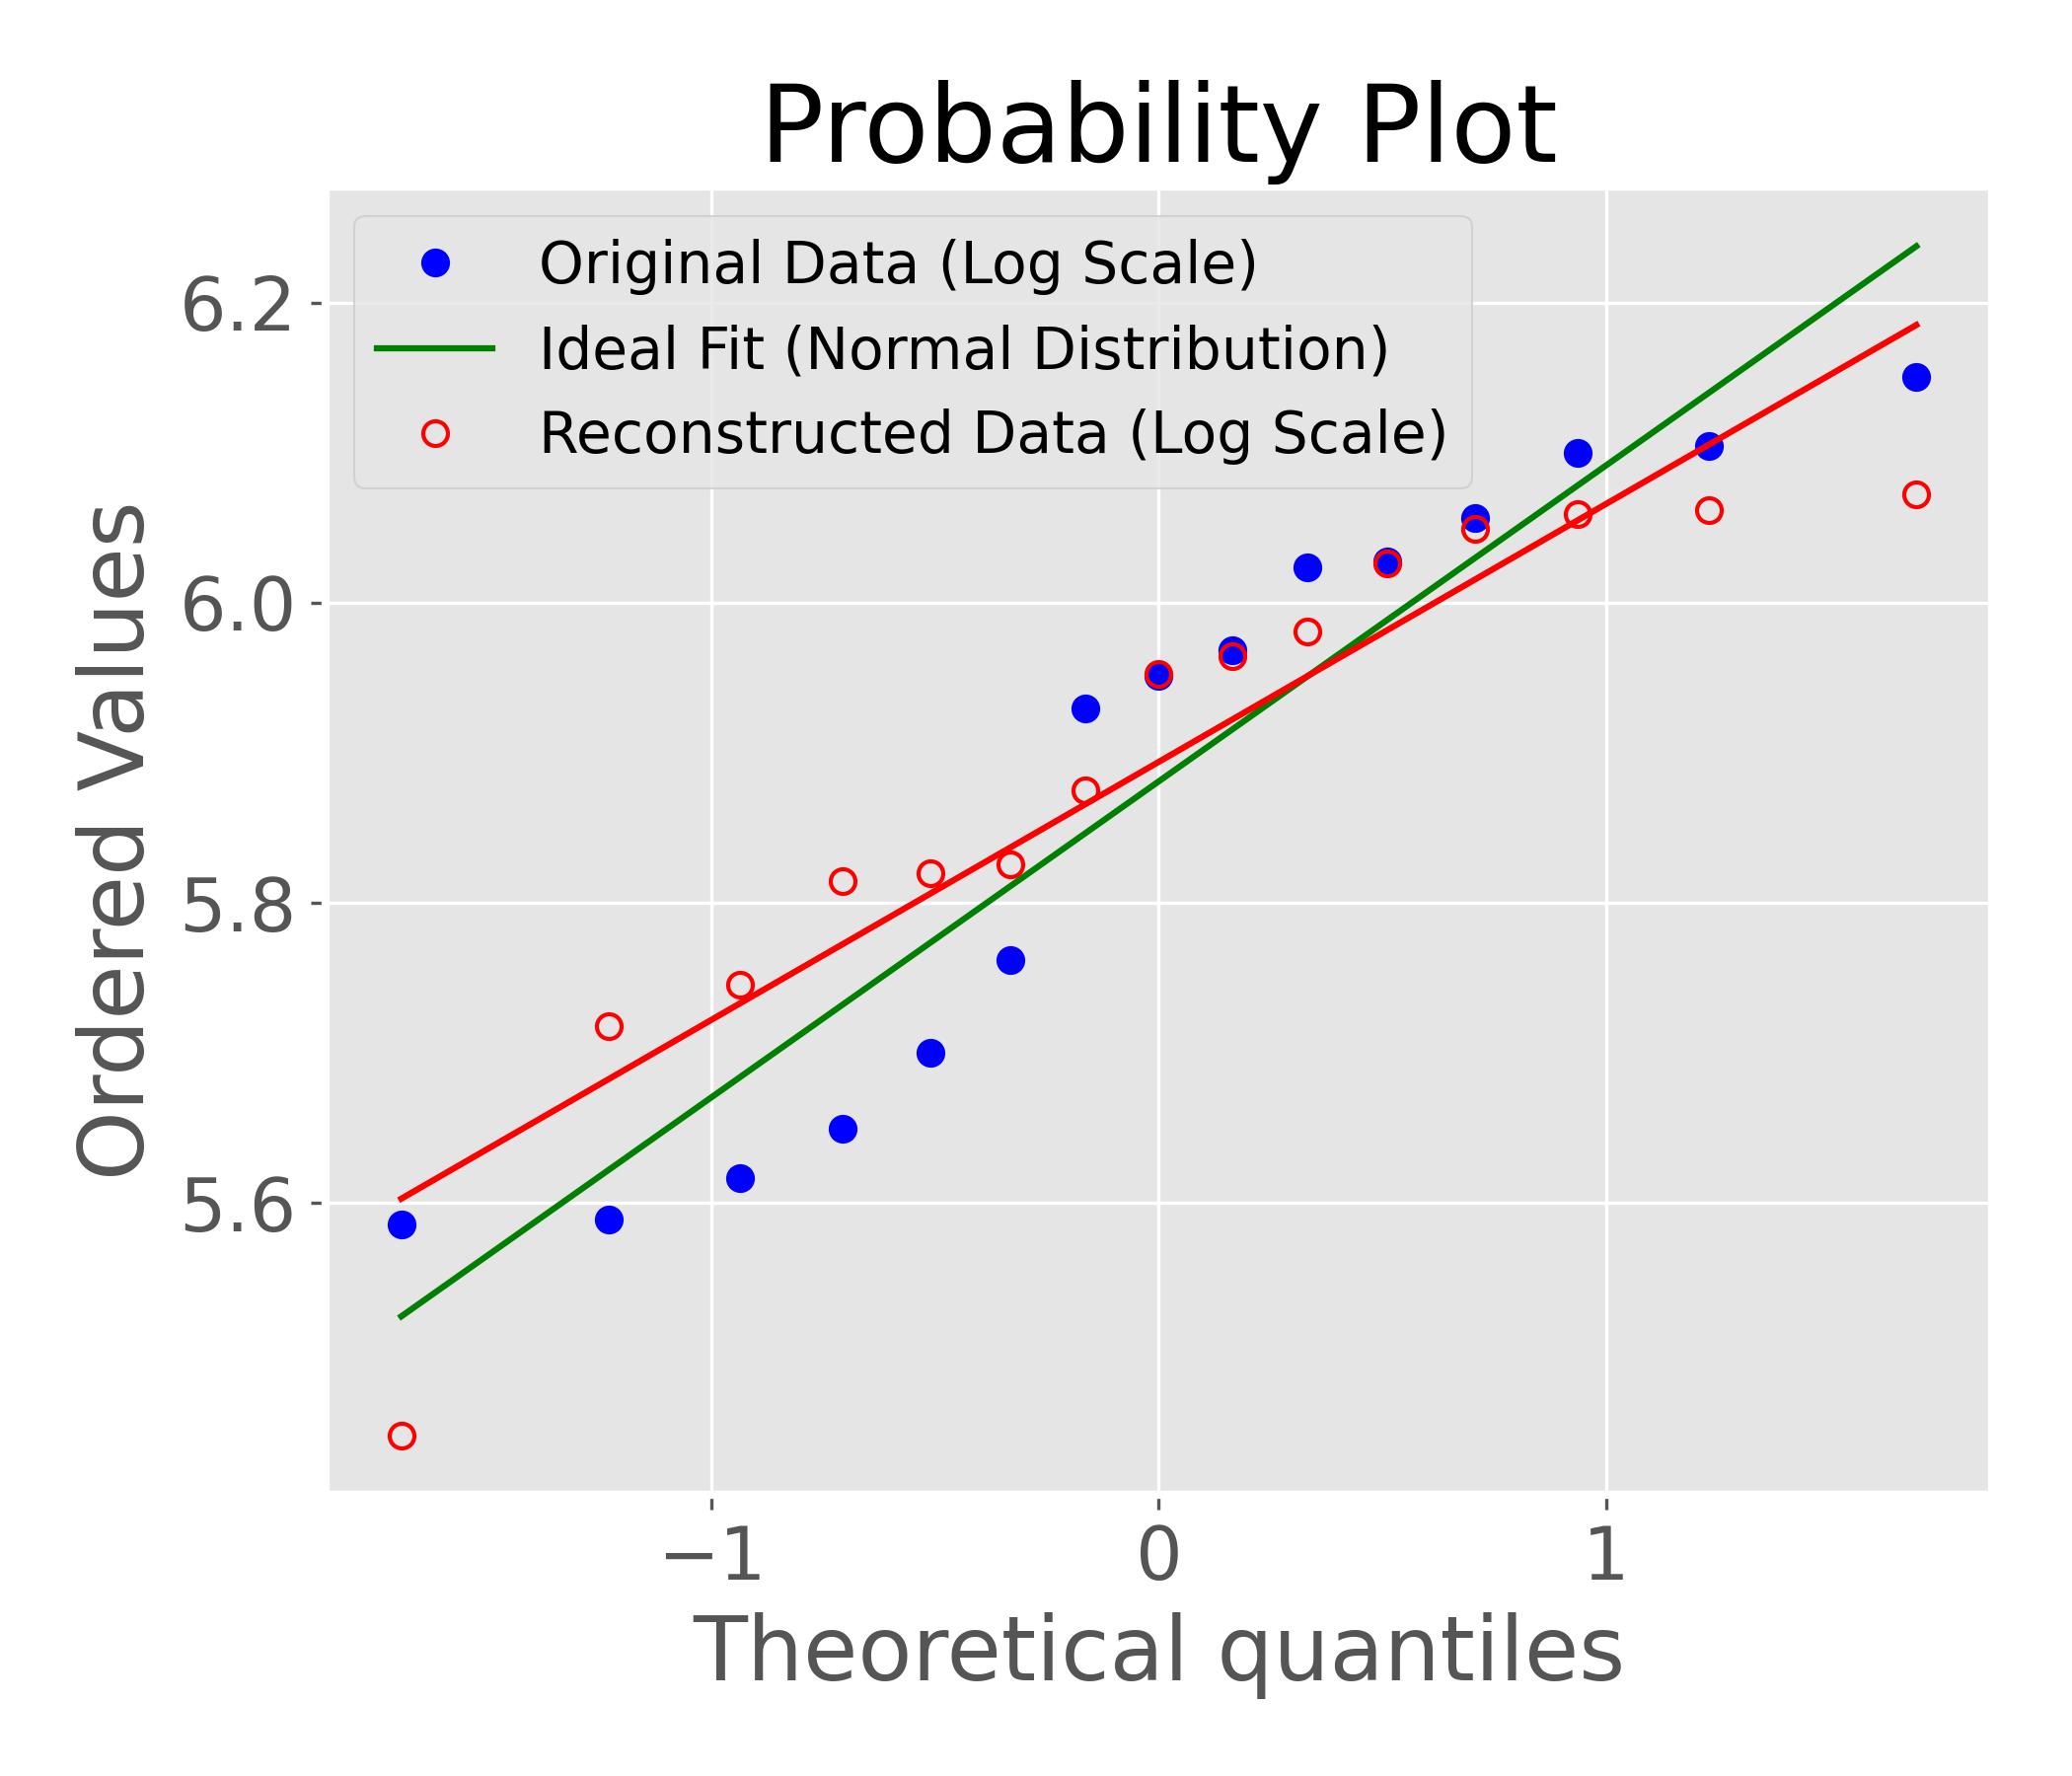 Probability Plot
Original Data (Log Scale)
Ideal Fit (Normal Distribution)
Reconstructed Data (Log Scale)
Ordered Values
6.2
6.0
5.8
5.6
−1 0 1
Theoretical quantiles